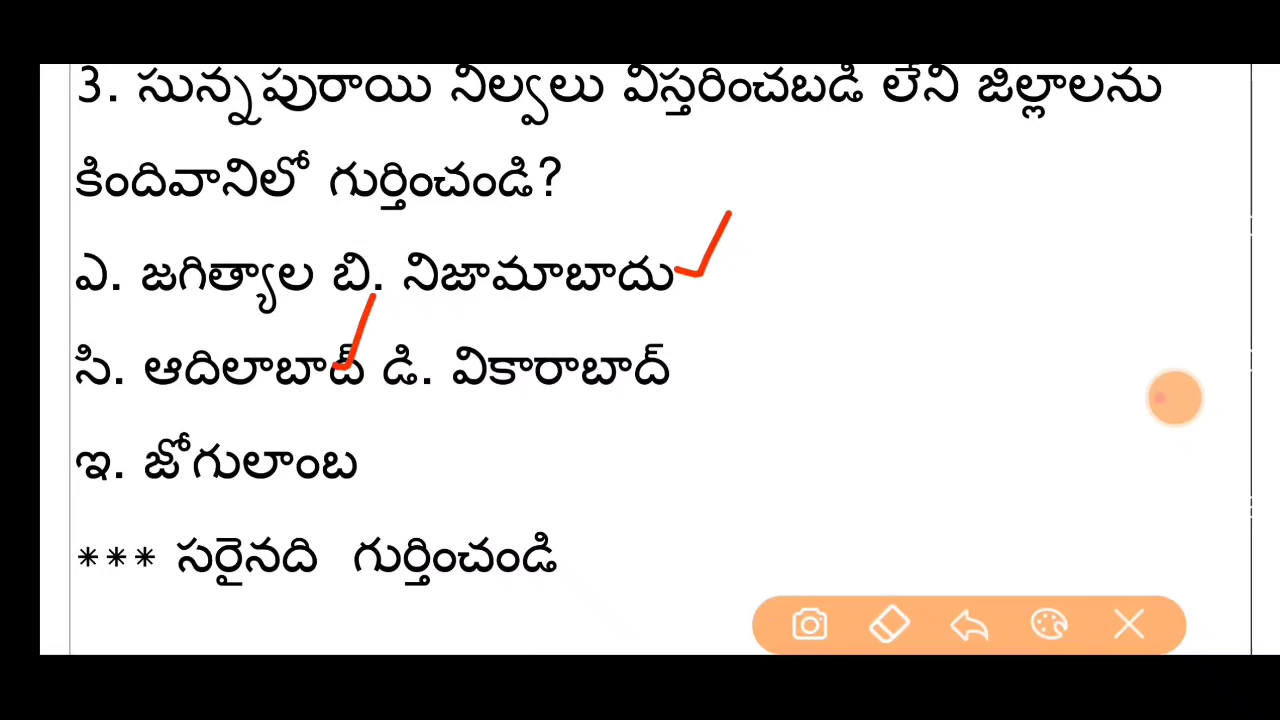 3. సున్నపురాయి నిల్వలు విస్తరించబడి లేని జిల్లాలను
కిందివానిలో గుర్తించండి?
ఎ. జగిత్యాల బి. నిజామాబాదు
సి. ఆదిలాబాద్ డి. వికారాబాద్
ఇ. జోగులాంబ
*** సరైనది గుర్తించండి